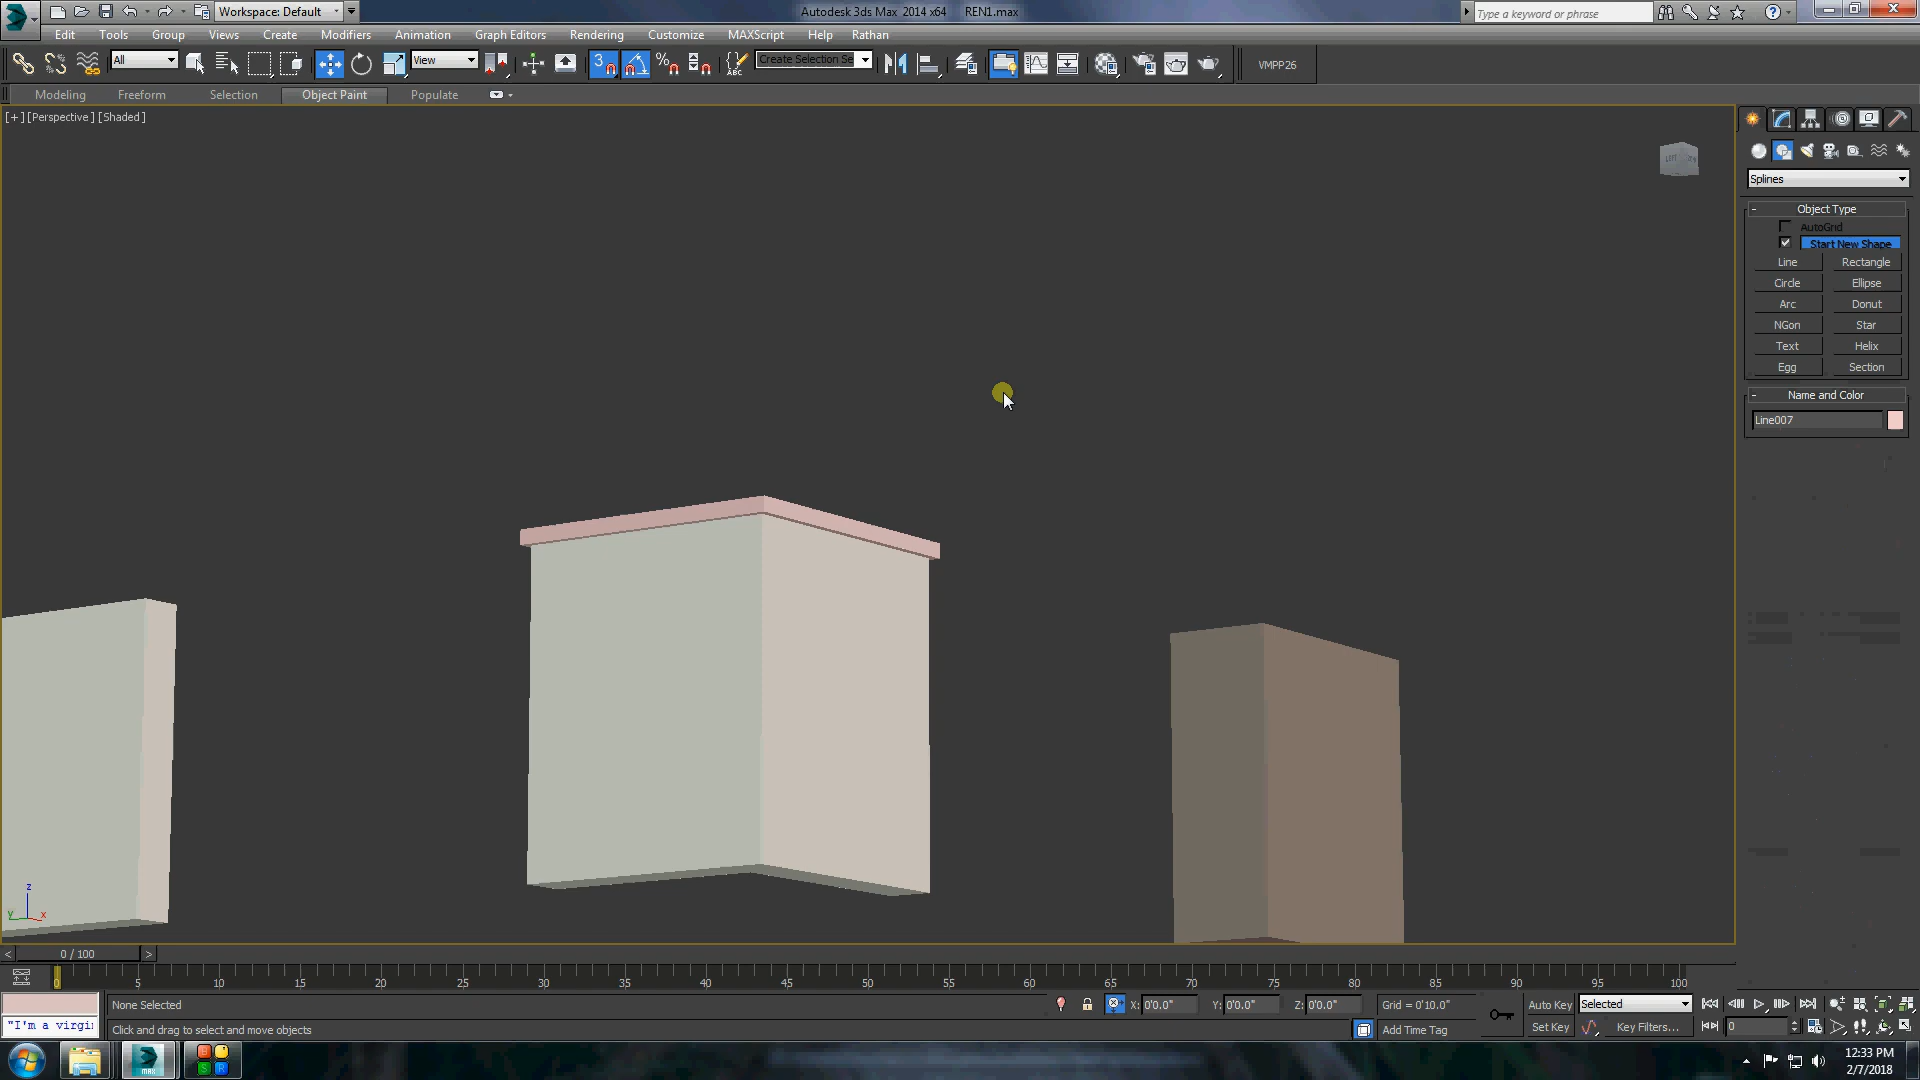 Workspace: Default
Autodesk 3ds Max 2014 x64 REN1.max
Type a keyword or phrase
Edit Tools Group Views Create Modifiers Animation Graph Editors Rendering Customize MAXScript Help Rathan
All
View
3
ABC
Create Selection Se
VMPP26
Modeling Freeform Selection Object Paint Populate
[+] [Perspective] [Shaded]
Splines
Object Type
AutoGrid
Start New Shape
Line Rectangle
Circle Ellipse
Arc Donut
NGon Star
Text Helix
Egg Section
Name and Color
Line007
z
y
x
0 / 100
0 5 10 15 20 25 30 35 40 45 50 55 60 65 70 75 80 85 90 95 100
None Selected
X: 0'0.0" Y: 0'0.0" Z: 0'0.0" Grid = 0'10.0" Auto Key Selected
"I'm a virgi
Click and drag to select and move objects
Add Time Tag Set Key Key Filters... 0
MAX
12:33 PM
2/7/2018